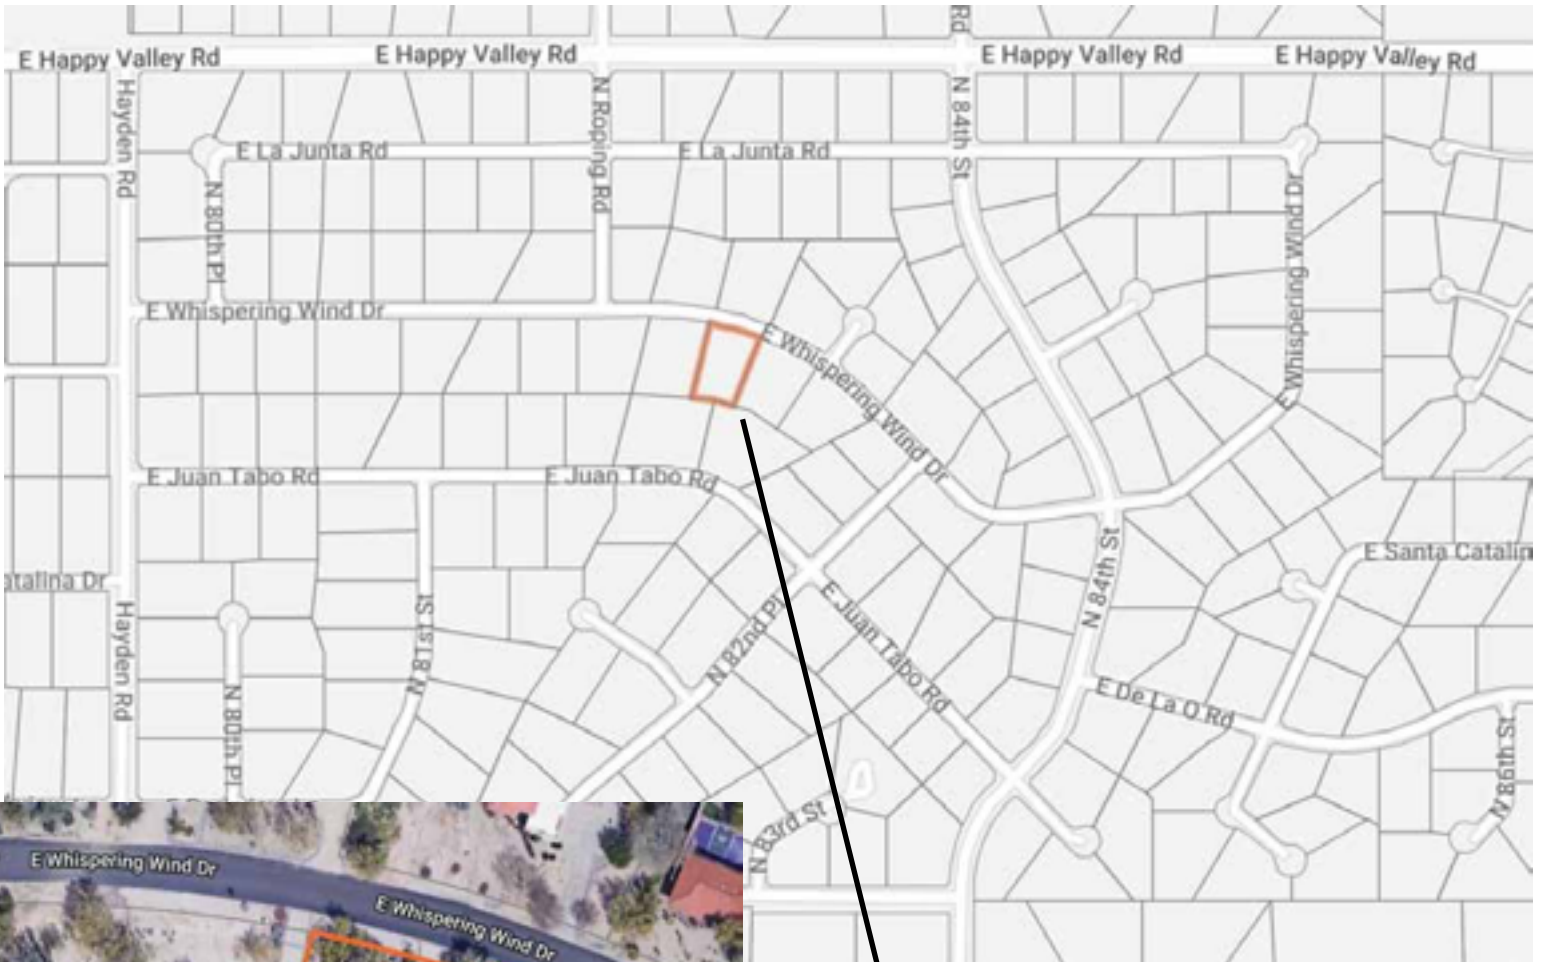 Rd
E Happy Valley Rd
E Happy Valley Rd
E Happy Valley Rd
E Happy Valley Rd
Hayden Rd
N Roping Rd
N 84th St
E La Junta Rd
E La Junta Rd
N 80th Pl
E Whispering Wind Dr
E Whispering Wind Dr
E Whispering Wind Dr
E Juan Tabo Rd
E Juan Tabo Rd
E Santa Catalin
atalina Dr
N 84th St
Hayden Rd
N 81st St
N 82nd Pl
E Juan Tabo Rd
N 80th Pl
E De La O Rd
N 86th St
N 83rd St
E Whispering Wind Dr
E Whispering Wind Dr